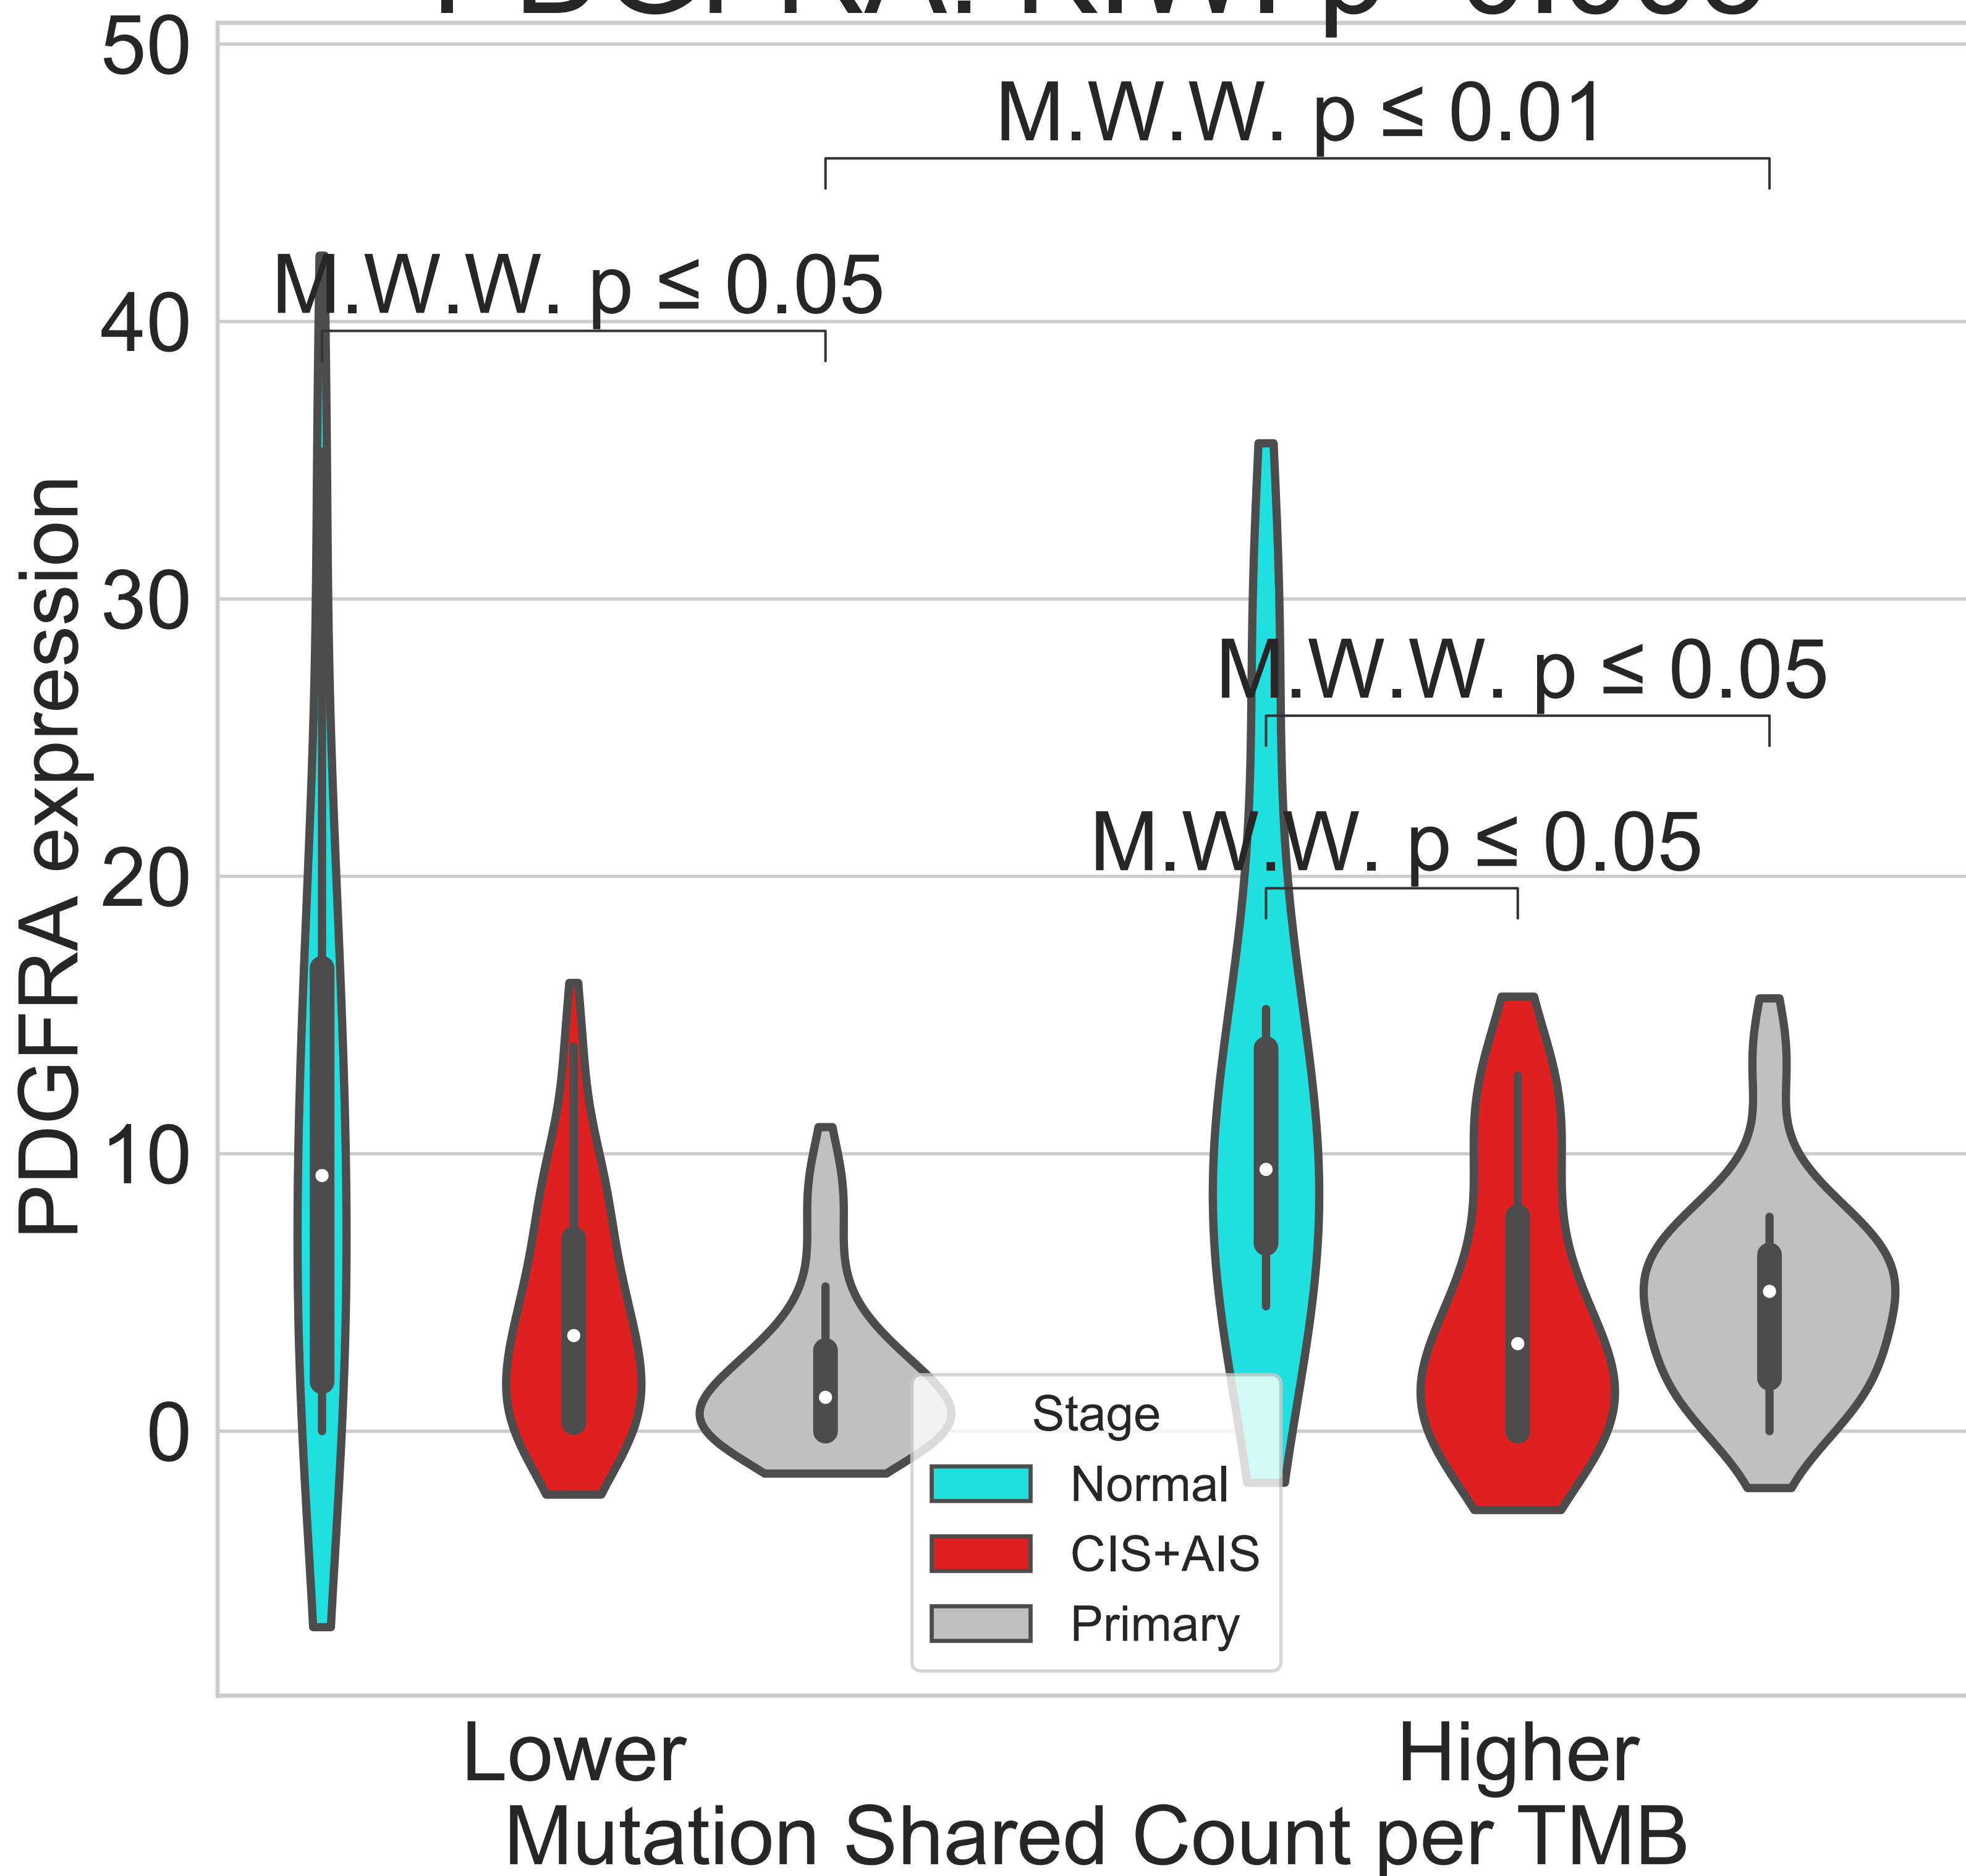 50
M.W.W. p ≤ 0.01
M.W.W. p ≤ 0.05
40
30
M.W.W. p ≤ 0.05
M.W.W. p ≤ 0.05
20
10
0
PDGFRA expression
Stage
Normal
CIS+AIS
Primary
Lower
Higher
Mutation Shared Count per TMB